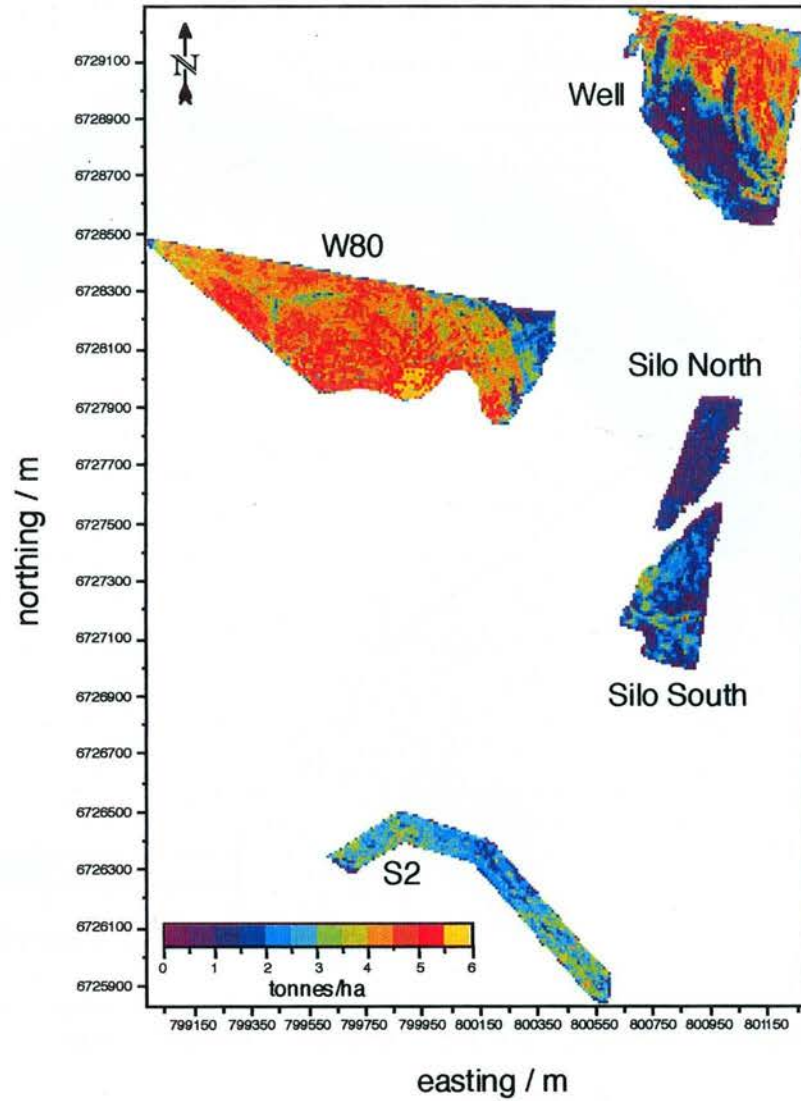 N
Well
W80
Silo North
Silo South
S2
northing / m
6729100
6728900
6728700
6728500
6728300
6728100
6727900
6727700
6727500
6727300
6727100
6726900
6726700
6726500
6726300
6726100
6725900
0 1 2 3 4 5 6
tonnes/ha
799150 799350 799550 799750 799950 800150 800350 800550 800750 800950 801150
easting / m